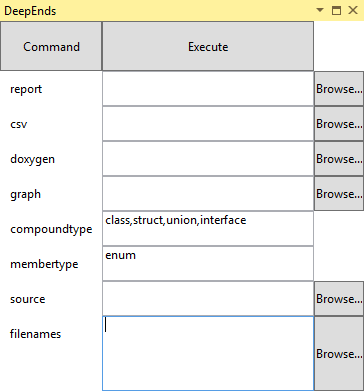 DeepEnds
Command Execute
report Browse...
csv Browse...
doxygen Browse...
graph Browse...
compoundtype class,struct,union,interface
membertype enum
source Browse...
filenames Browse...